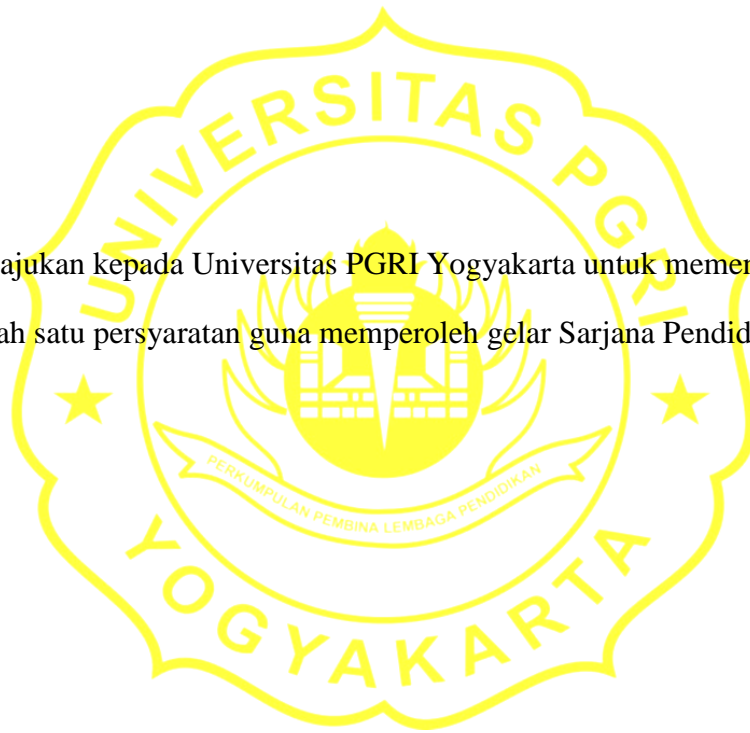 UNIVERSITAS PGRI
ajukan kepada Universitas PGRI Yogyakarta untuk memen
ah satu persyaratan guna memperoleh gelar Sarjana Pendid
PERKUMPULAN PEMBINA LEMBAGA PENDIDIKAN
YOGYAKARTA